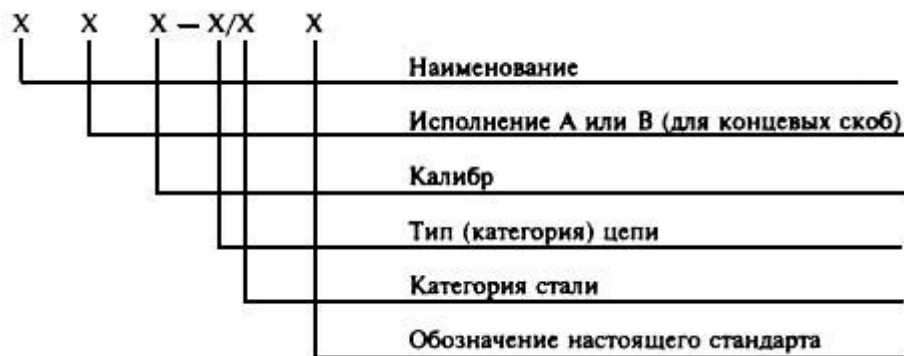 X X X – X/X X
Наименование
Исполнение А или В (для концевых скоб)
Калибр
Тип (категория) цепи
Категория стали
Обозначение настоящего стандарта